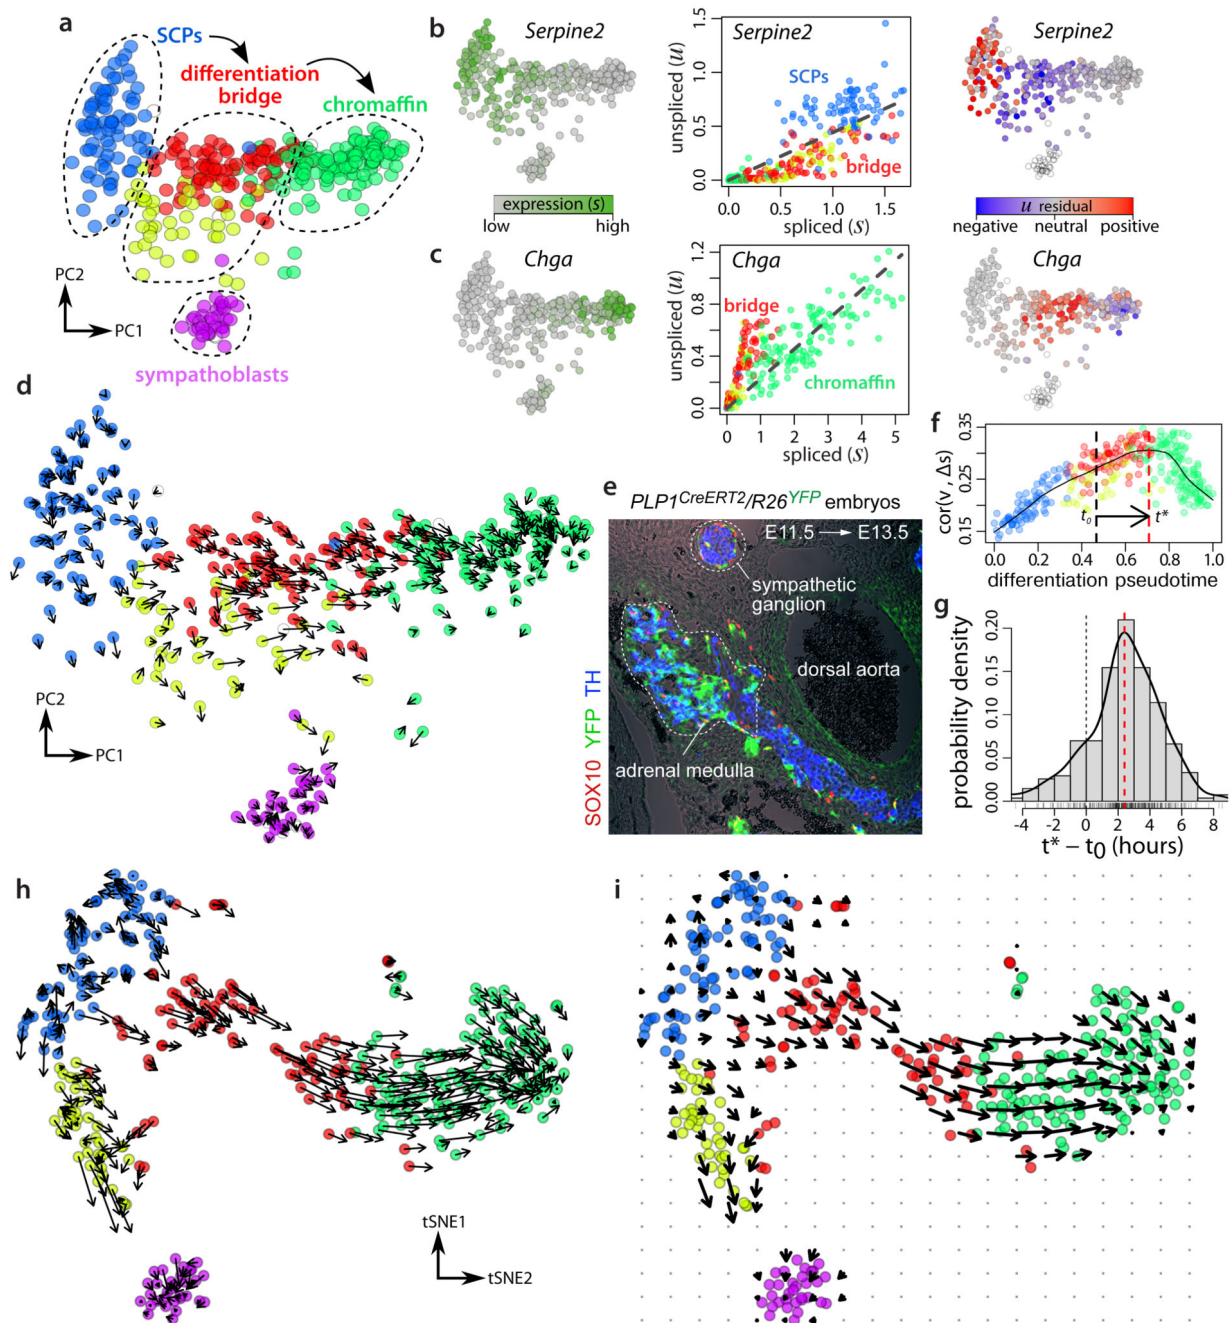 a
SCPs
differentiation
bridge
chromaffin
PC2
PC1
sympathoblasts
b
Serpine2
expression (s)
low
high
Serpine2
SCPs
bridge
unspliced (u)
0.0
0.5
1.0
1.5
0.0
0.5
1.0
1.5
spliced (s)
Serpine2
u residual
negative
neutral
positive
c
Chga
Chga
bridge
chromaffin
unspliced (u)
0.0
0.4
0.8
1.2
0
1
2
3
4
5
spliced (s)
Chga
d
PC2
PC1
e
PLP1CreERT2/R26YFP embryos
E11.5 → E13.5
sympathetic
ganglion
dorsal aorta
adrenal medulla
SOX10 YFP TH
f
cor(v , Δs)
0.15
0.25
0.35
t0
t*
0.0
0.2
0.4
0.6
0.8
1.0
differentiation pseudotime
g
probability density
0.00
0.05
0.10
0.15
0.20
-4
-2
0
2
4
6
8
t* – t0 (hours)
h
tSNE1
tSNE2
i